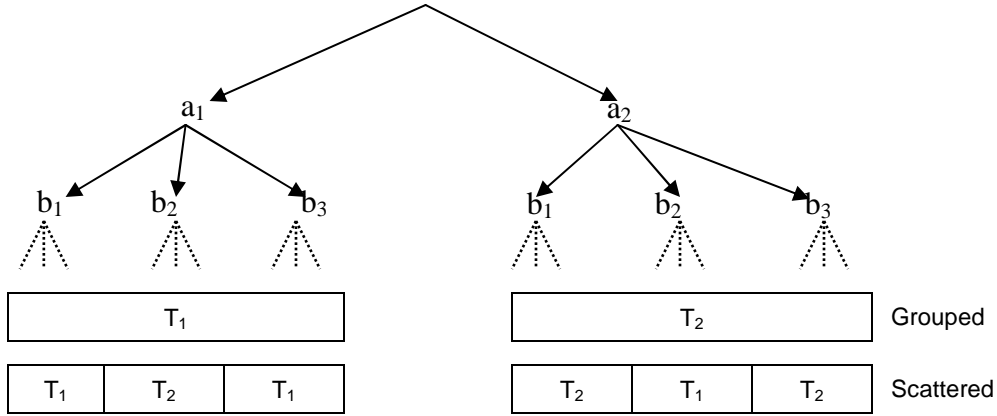 a₁ a₂
b₁ b₂ b₃ b₁ b₂ b₃
T₁ T₂ Grouped
T₁ T₂ T₁ T₂ T₁ T₂ Scattered